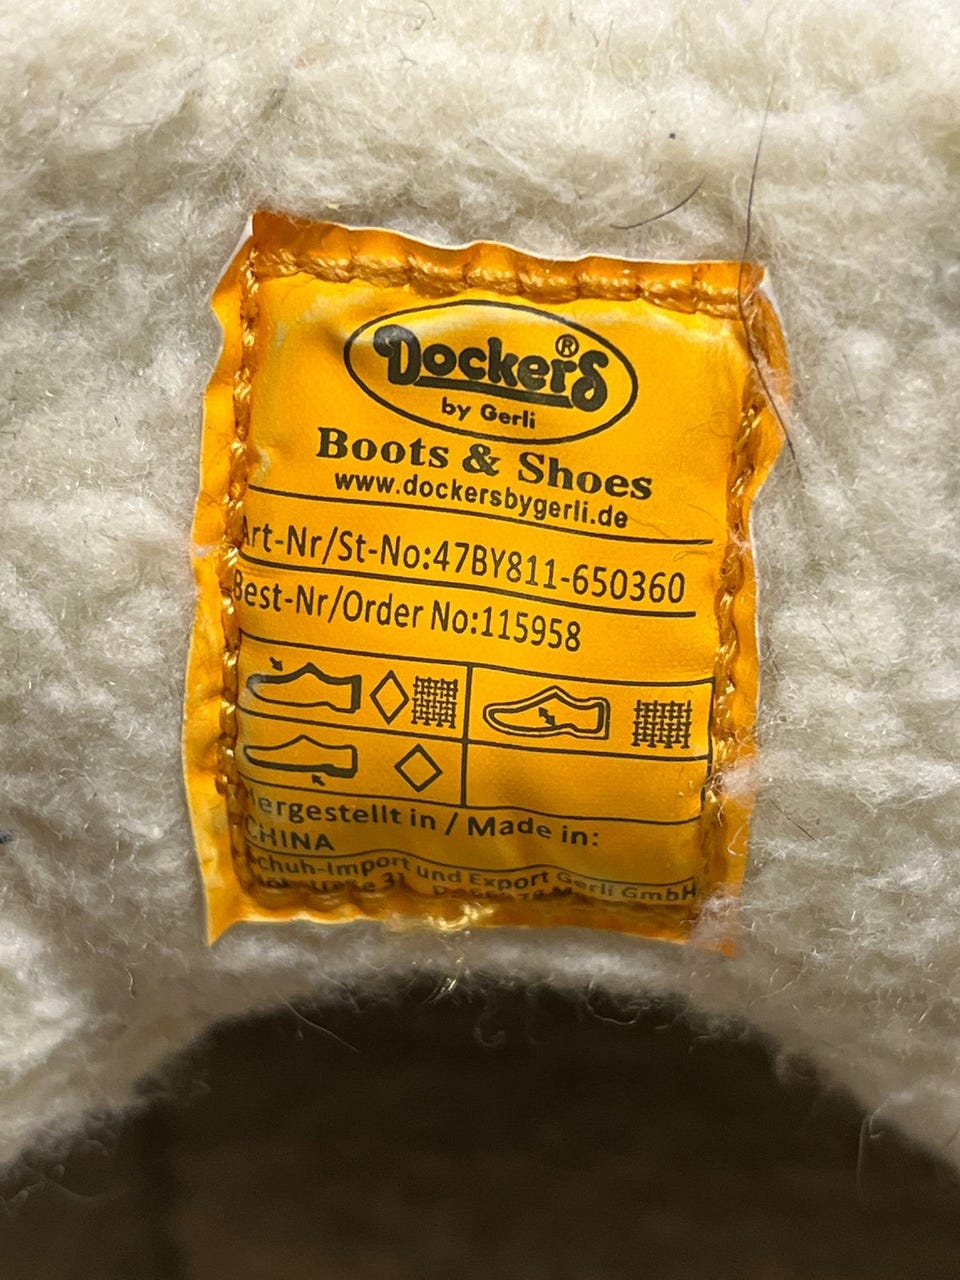 Dockers®
by Gerli
Boots & Shoes
www.dockersbygerli.de
Art-Nr/St-No:47BY811-650360
Best-Nr/Order No:115958
Hergestellt in / Made in:
CHINA
Schuh-Import und Export Gerli GmbH